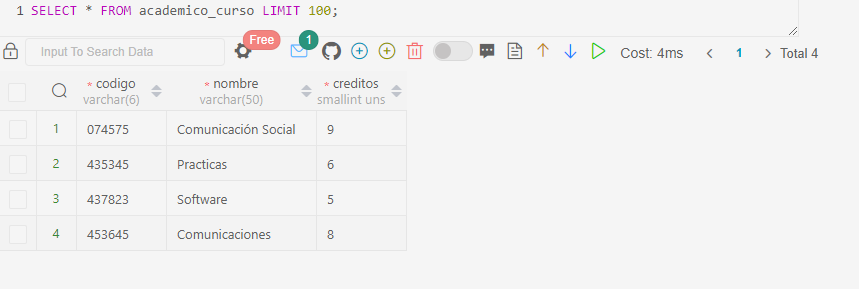 1 SELECT * FROM academico_curso LIMIT 100;
Input To Search Data Free 1 Cost: 4ms 1 Total 4
* codigo * nombre * creditos
varchar(6) varchar(50) smallint uns
1 074575 Comunicación Social 9
2 435345 Practicas 6
3 437823 Software 5
4 453645 Comunicaciones 8